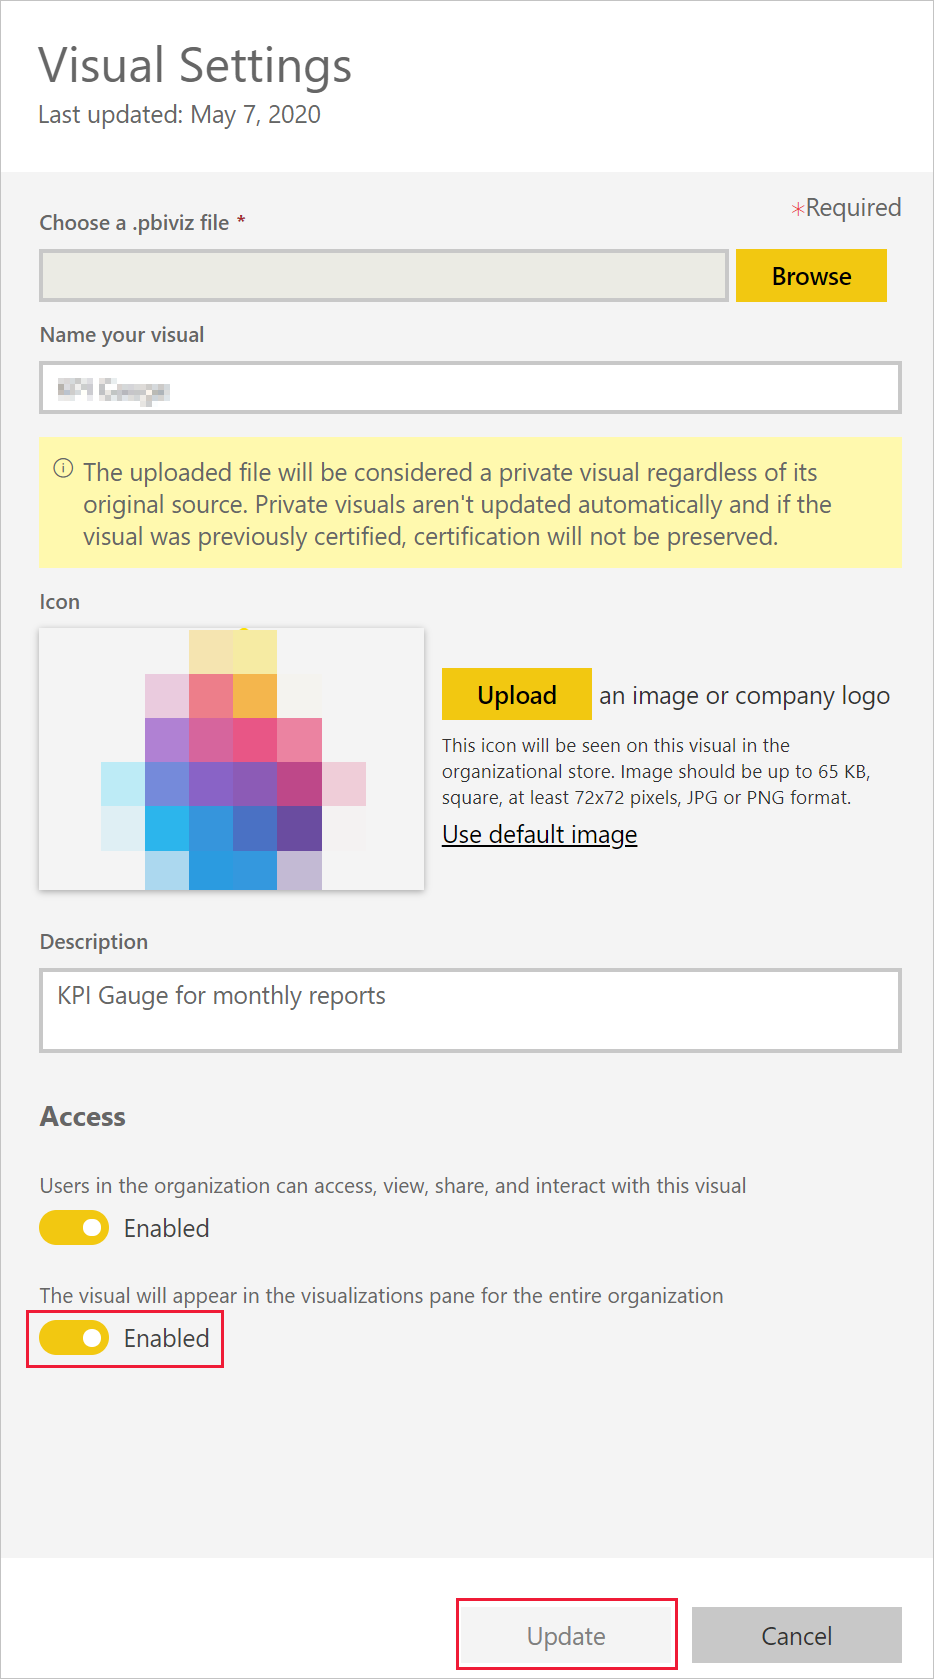 Visual Settings
Last updated: May 7, 2020
*Required
Choose a .pbiviz file *
Browse
Name your visual
KPI Gauge
The uploaded file will be considered a private visual regardless of its
original source. Private visuals aren't updated automatically and if the
visual was previously certified, certification will not be preserved.
Icon
Upload an image or company logo
This icon will be seen on this visual in the
organizational store. Image should be up to 65 KB,
square, at least 72x72 pixels, JPG or PNG format.
Use default image
Description
KPI Gauge for monthly reports
Access
Users in the organization can access, view, share, and interact with this visual
Enabled
The visual will appear in the visualizations pane for the entire organization
Enabled
Update
Cancel